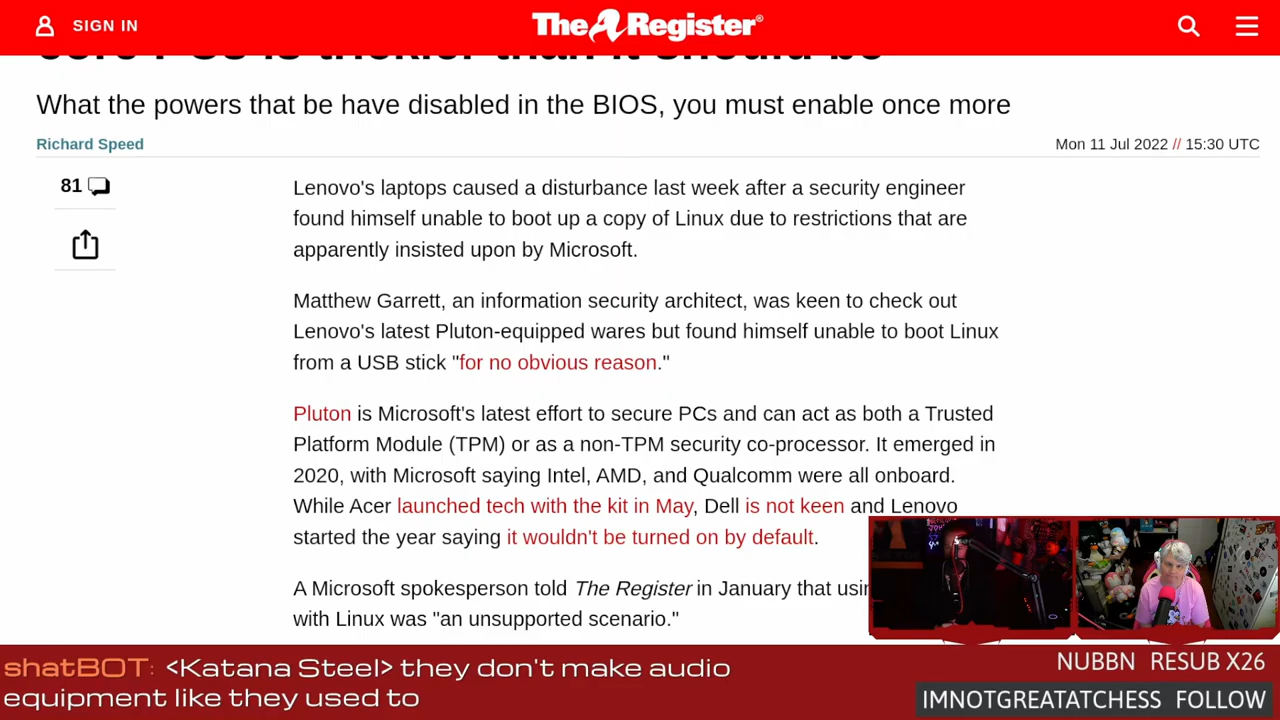 SIGN IN
The Register®
What the powers that be have disabled in the BIOS, you must enable once more
Richard Speed
Mon 11 Jul 2022 // 15:30 UTC
81
Lenovo's laptops caused a disturbance last week after a security engineer
found himself unable to boot up a copy of Linux due to restrictions that are
apparently insisted upon by Microsoft.
Matthew Garrett, an information security architect, was keen to check out
Lenovo's latest Pluton-equipped wares but found himself unable to boot Linux
from a USB stick "for no obvious reason."
Pluton is Microsoft's latest effort to secure PCs and can act as both a Trusted
Platform Module (TPM) or as a non-TPM security co-processor. It emerged in
2020, with Microsoft saying Intel, AMD, and Qualcomm were all onboard.
While Acer launched tech with the kit in May, Dell is not keen and Lenovo
started the year saying it wouldn't be turned on by default.
A Microsoft spokesperson told The Register in January that
with Linux was "an unsupported scenario."
shatBOT: <Katana Steel> they don't make audio
equipment like they used to
NUBBN RESUB X26
IMNOTGREATATCHESS FOLLOW